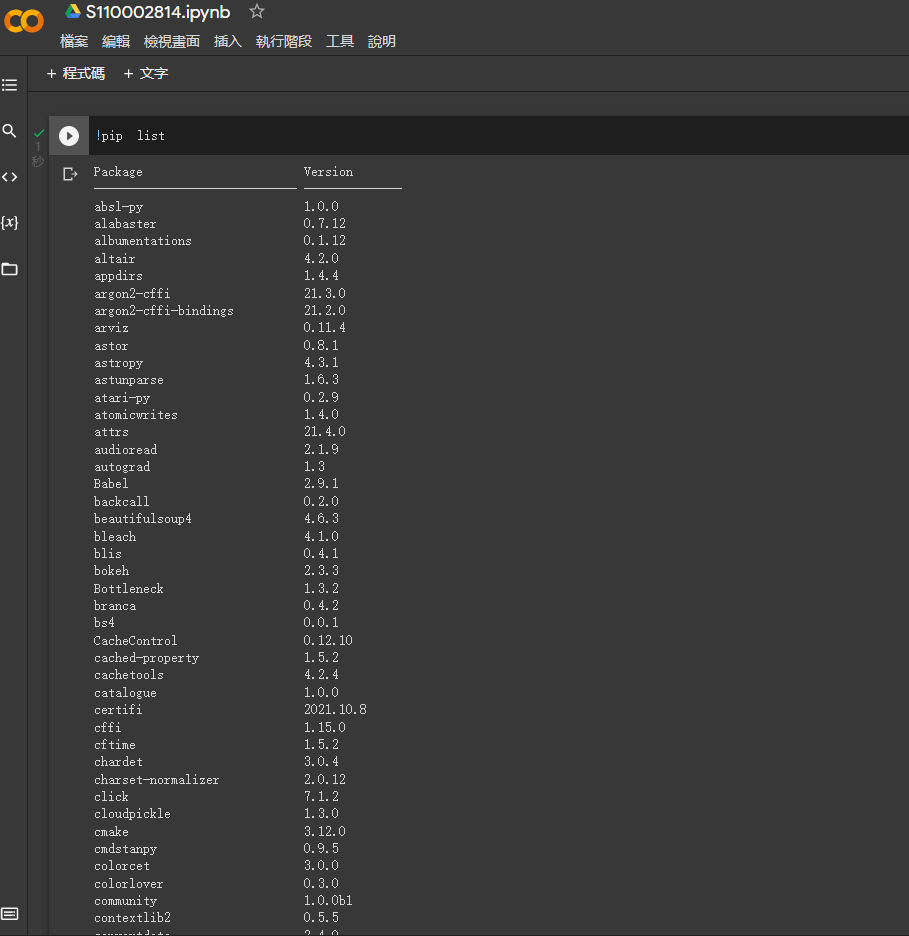 S110002814.ipynb
檔案 編輯 檢視畫面 插入 執行階段 工具 說明
+ 程式碼 + 文字
!pip list
1
秒
{x}
Package Version
absl-py 1.0.0
alabaster 0.7.12
albumentations 0.1.12
altair 4.2.0
appdirs 1.4.4
argon2-cffi 21.3.0
argon2-cffi-bindings 21.2.0
arviz 0.11.4
astor 0.8.1
astropy 4.3.1
astunparse 1.6.3
atari-py 0.2.9
atomicwrites 1.4.0
attrs 21.4.0
audioread 2.1.9
autograd 1.3
Babel 2.9.1
backcall 0.2.0
beautifulsoup4 4.6.3
bleach 4.1.0
blis 0.4.1
bokeh 2.3.3
Bottleneck 1.3.2
branca 0.4.2
bs4 0.0.1
CacheControl 0.12.10
cached-property 1.5.2
cachetools 4.2.4
catalogue 1.0.0
certifi 2021.10.8
cffi 1.15.0
cftime 1.5.2
chardet 3.0.4
charset-normalizer 2.0.12
click 7.1.2
cloudpickle 1.3.0
cmake 3.12.0
cmdstanpy 0.9.5
colorcet 3.0.0
colorlover 0.3.0
community 1.0.0b1
contextlib2 0.5.5